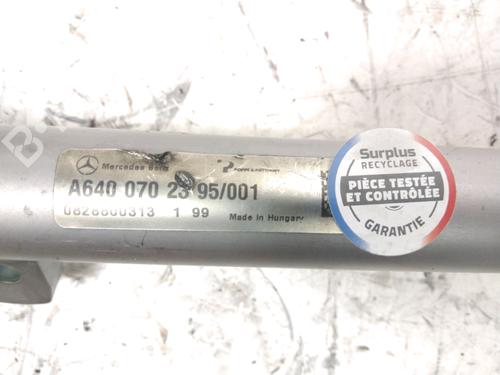 Mercedes Benz
A640 070 23 95/001
0828600313 1 99
Made in Hungary
Surplus
RECYCLAGE
PIÈCE TESTÉE
ET CONTRÔLÉE
GARANTIE